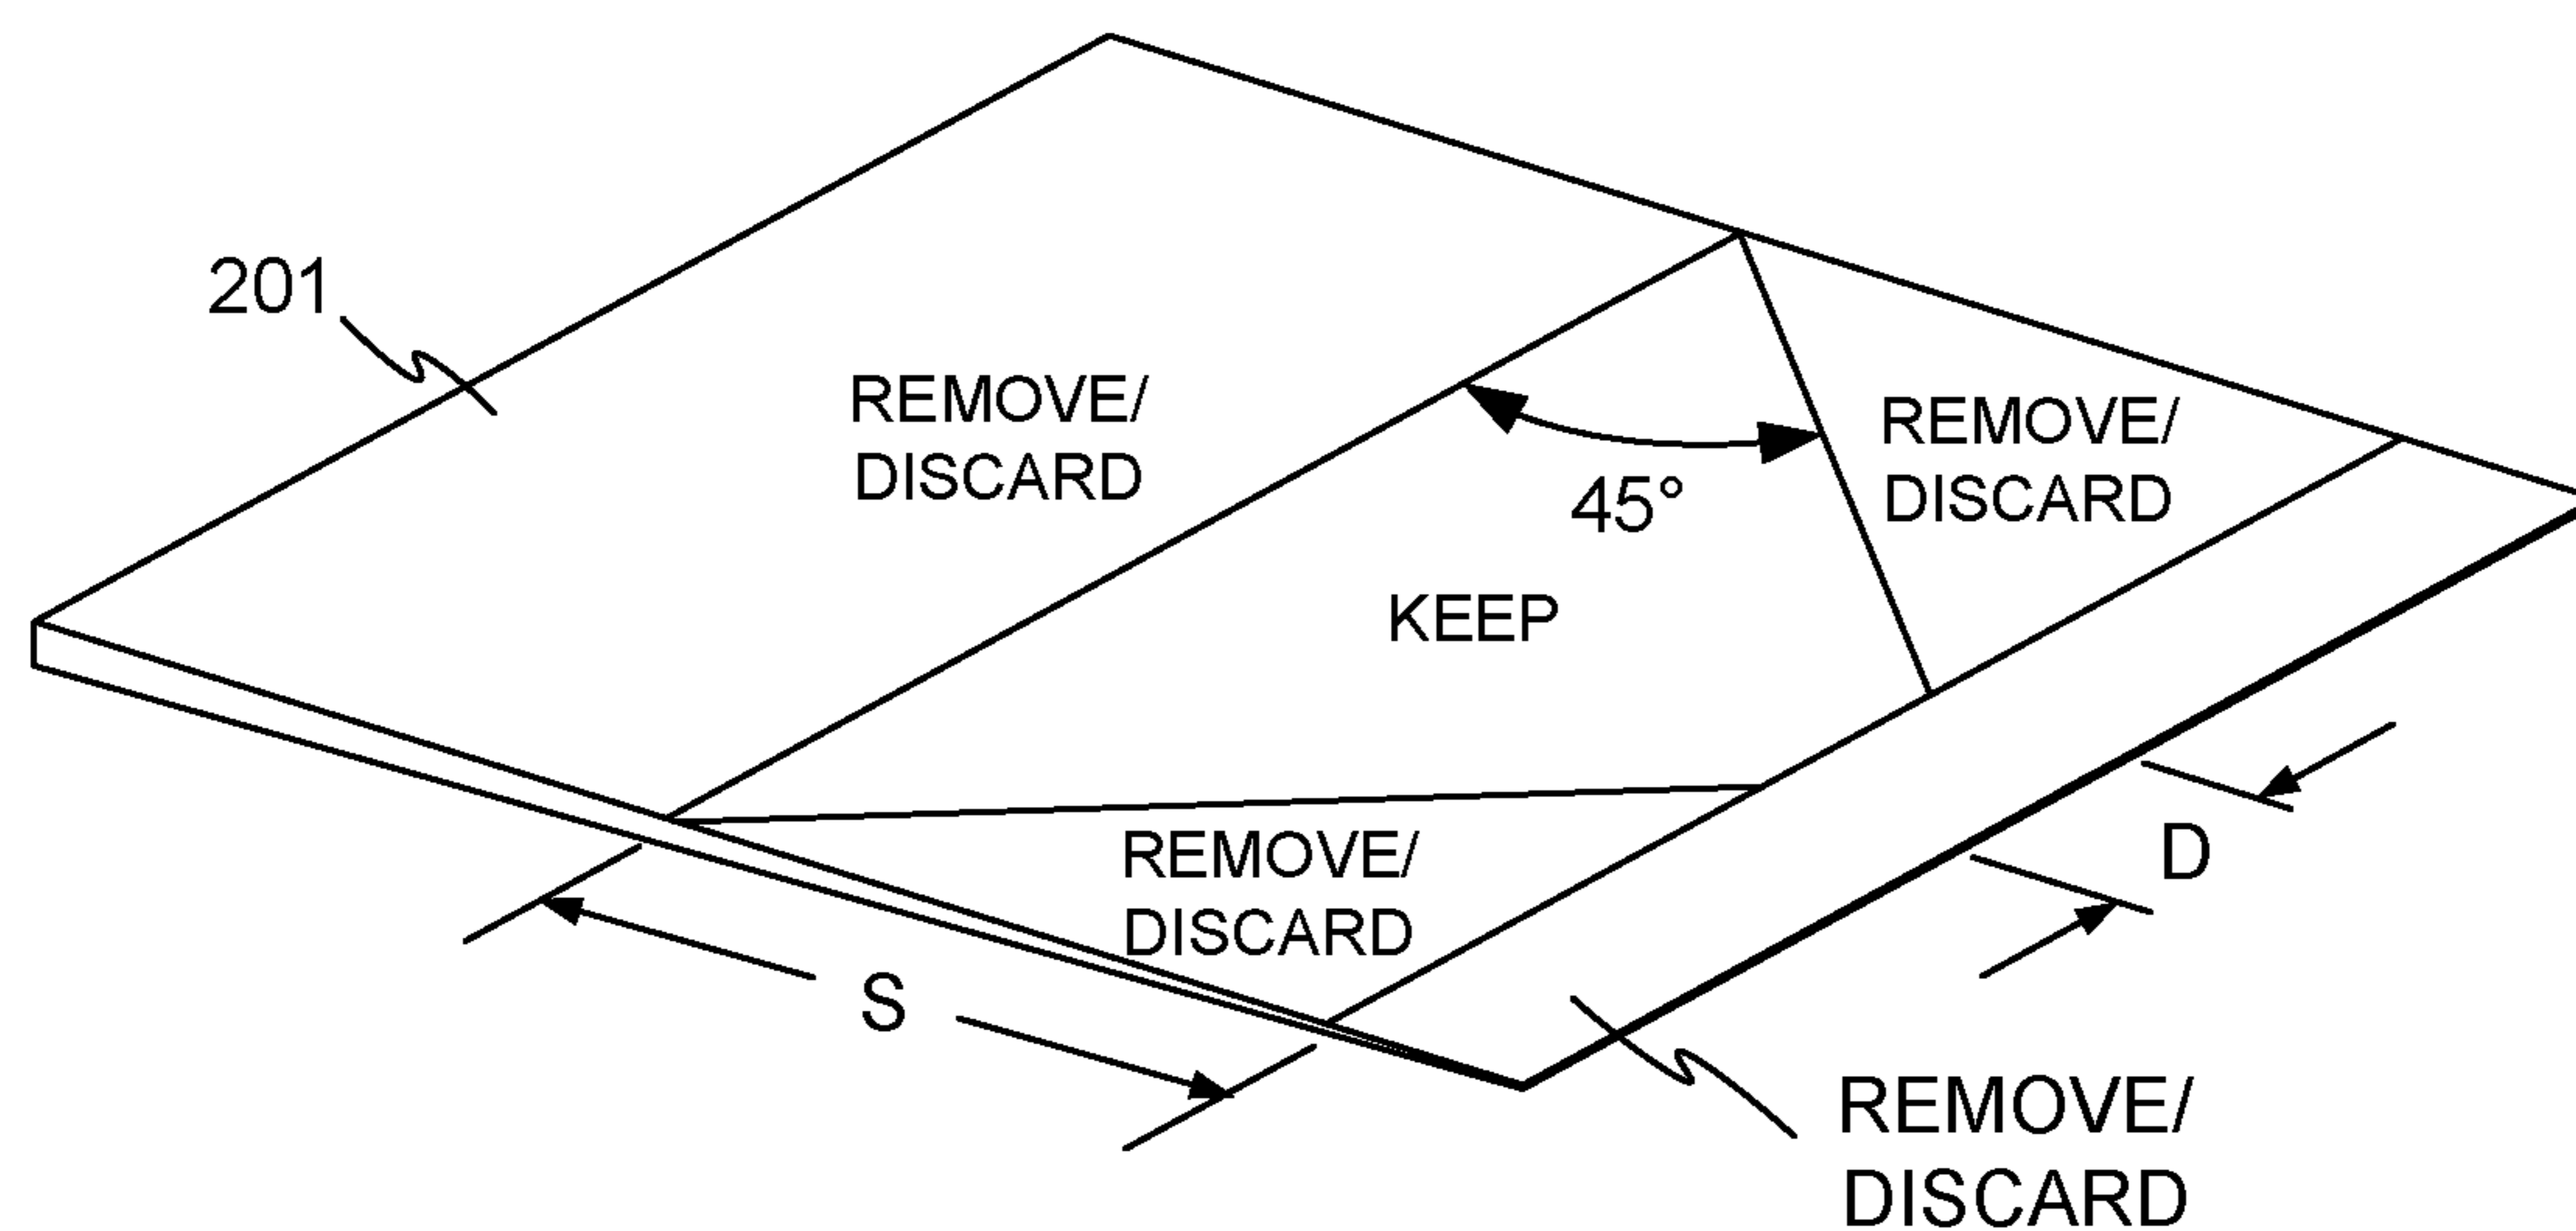 201
REMOVE/
DISCARD
REMOVE/
DISCARD
45°
KEEP
REMOVE/
DISCARD
D
S
REMOVE/
DISCARD